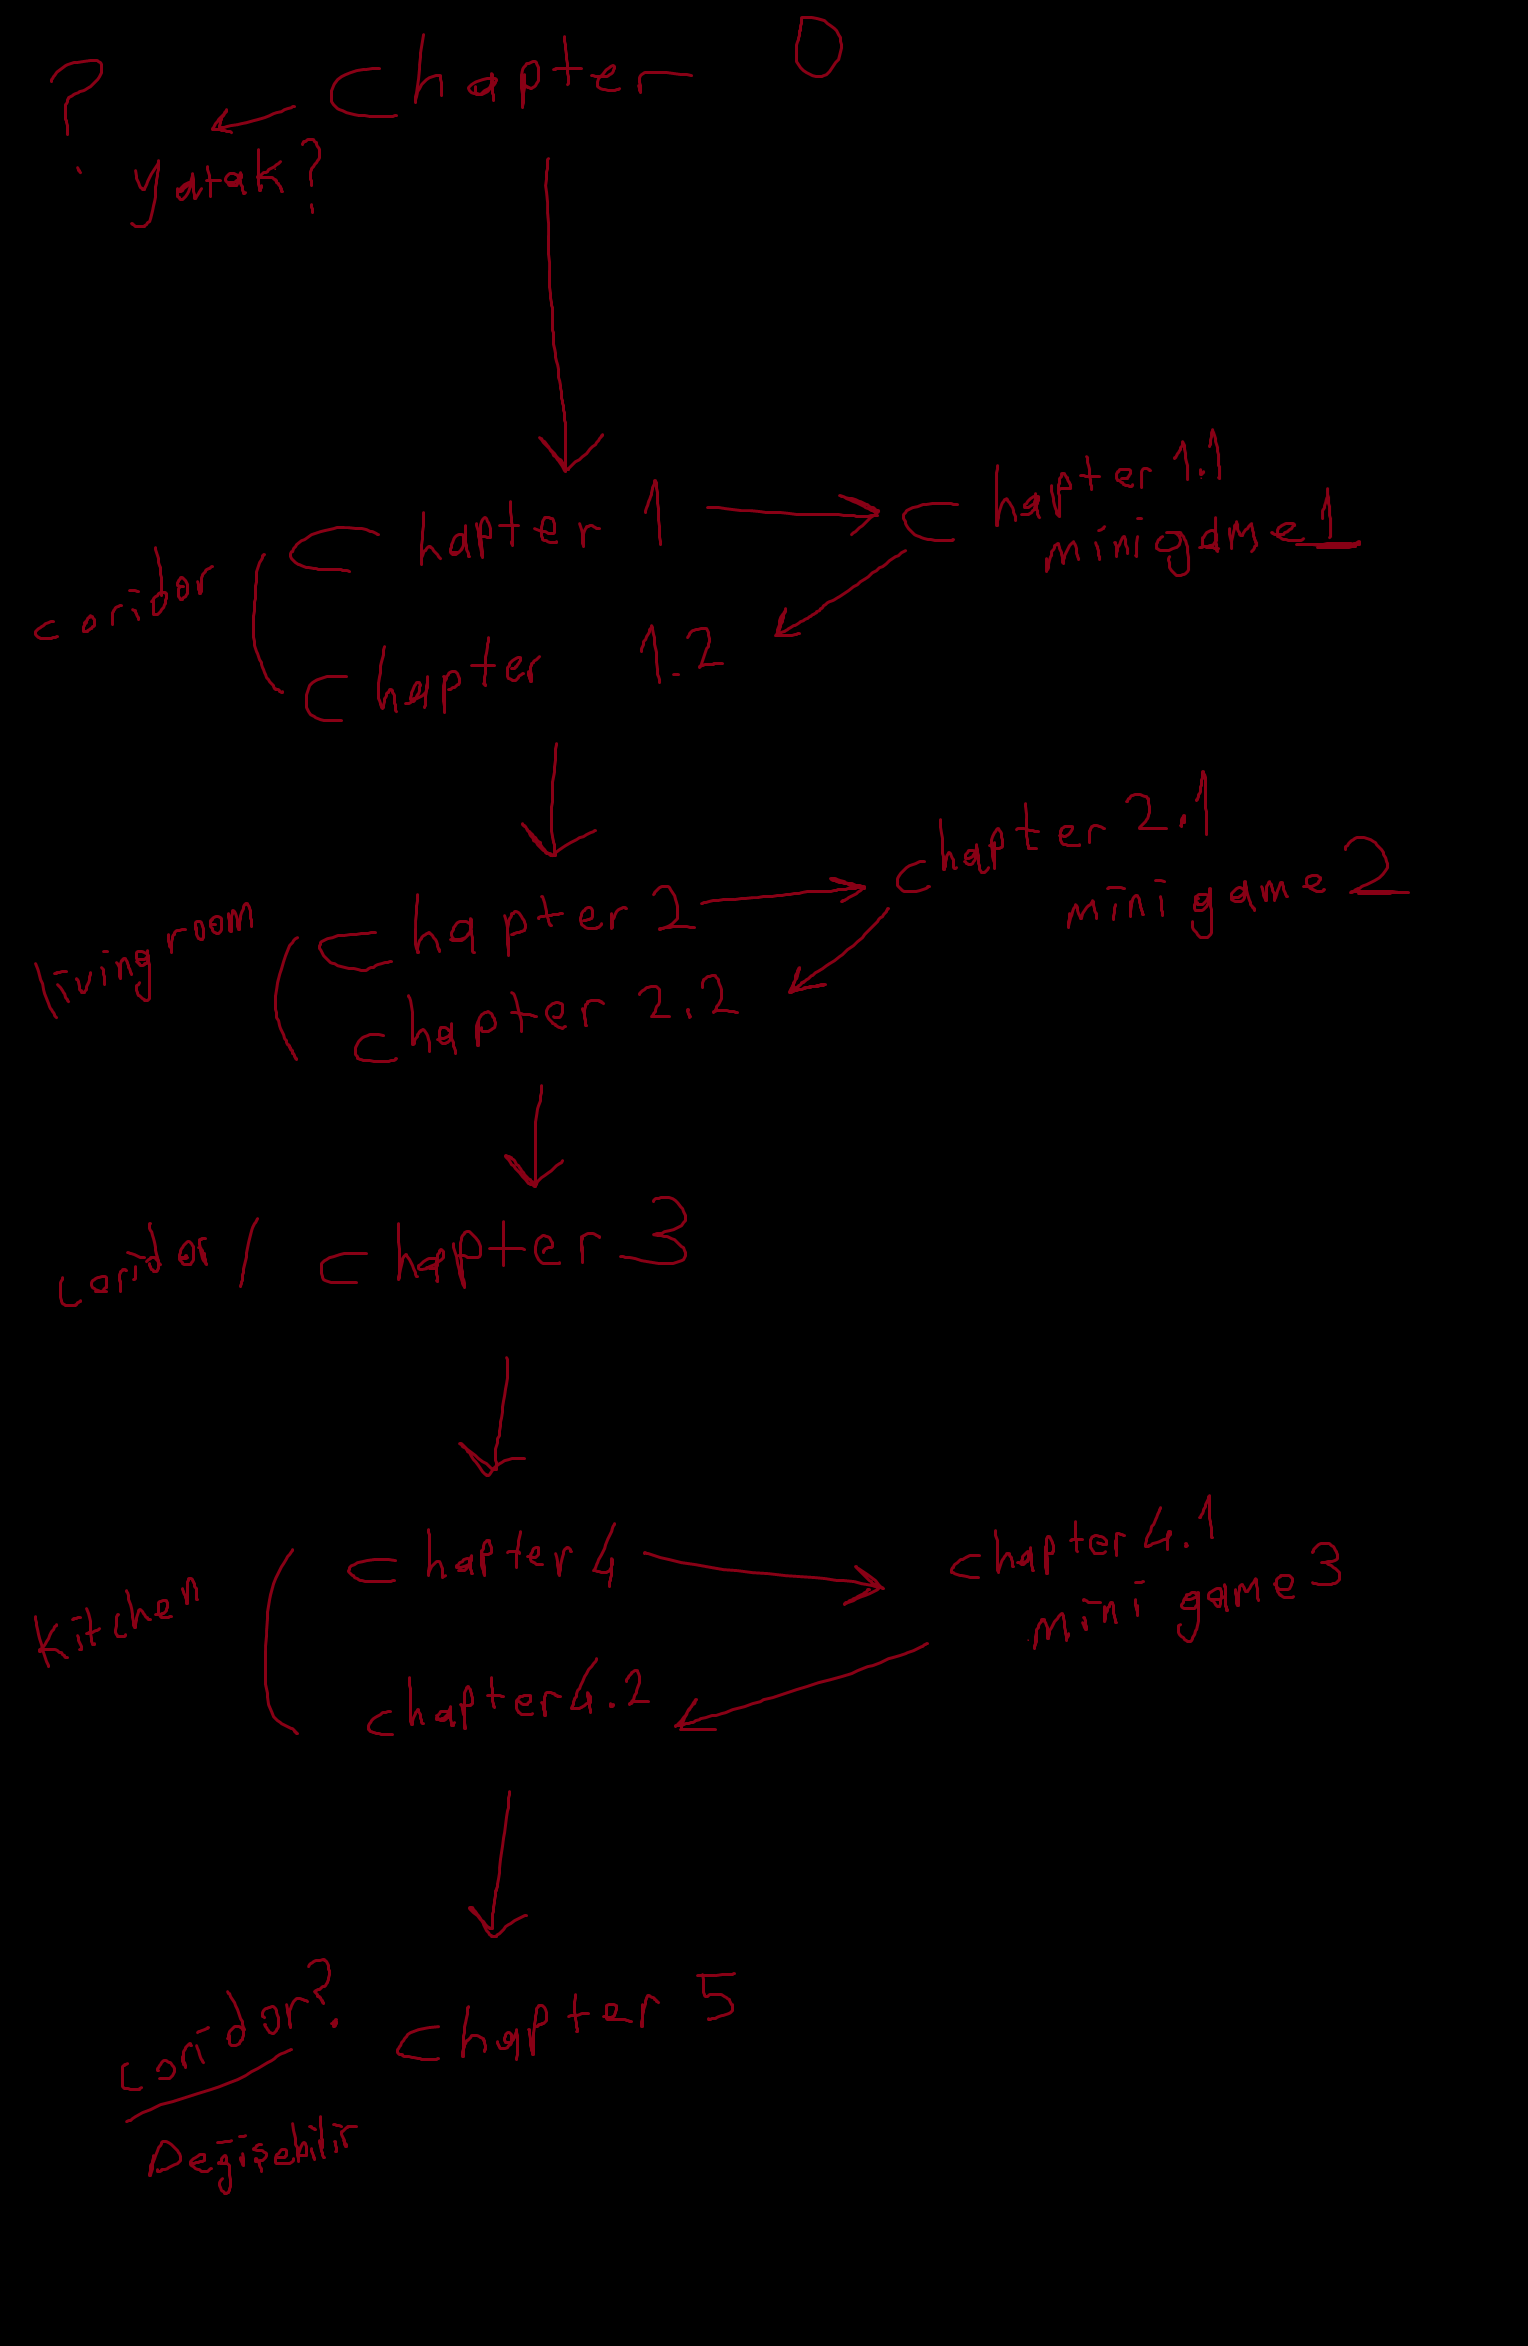 Chapter 0
?
yatak?
Chapter 1
Chapter 1.1
minigame 1
coridor
Chapter 1.2
Chapter 2
chapter 2.1
mini game 2
living room
chapter 2.2
coridor
chapter 3
chapter 4
chapter 4.1
mini game 3
Kitchen
chapter 4.2
coridor?
chapter 5
Değişebilir